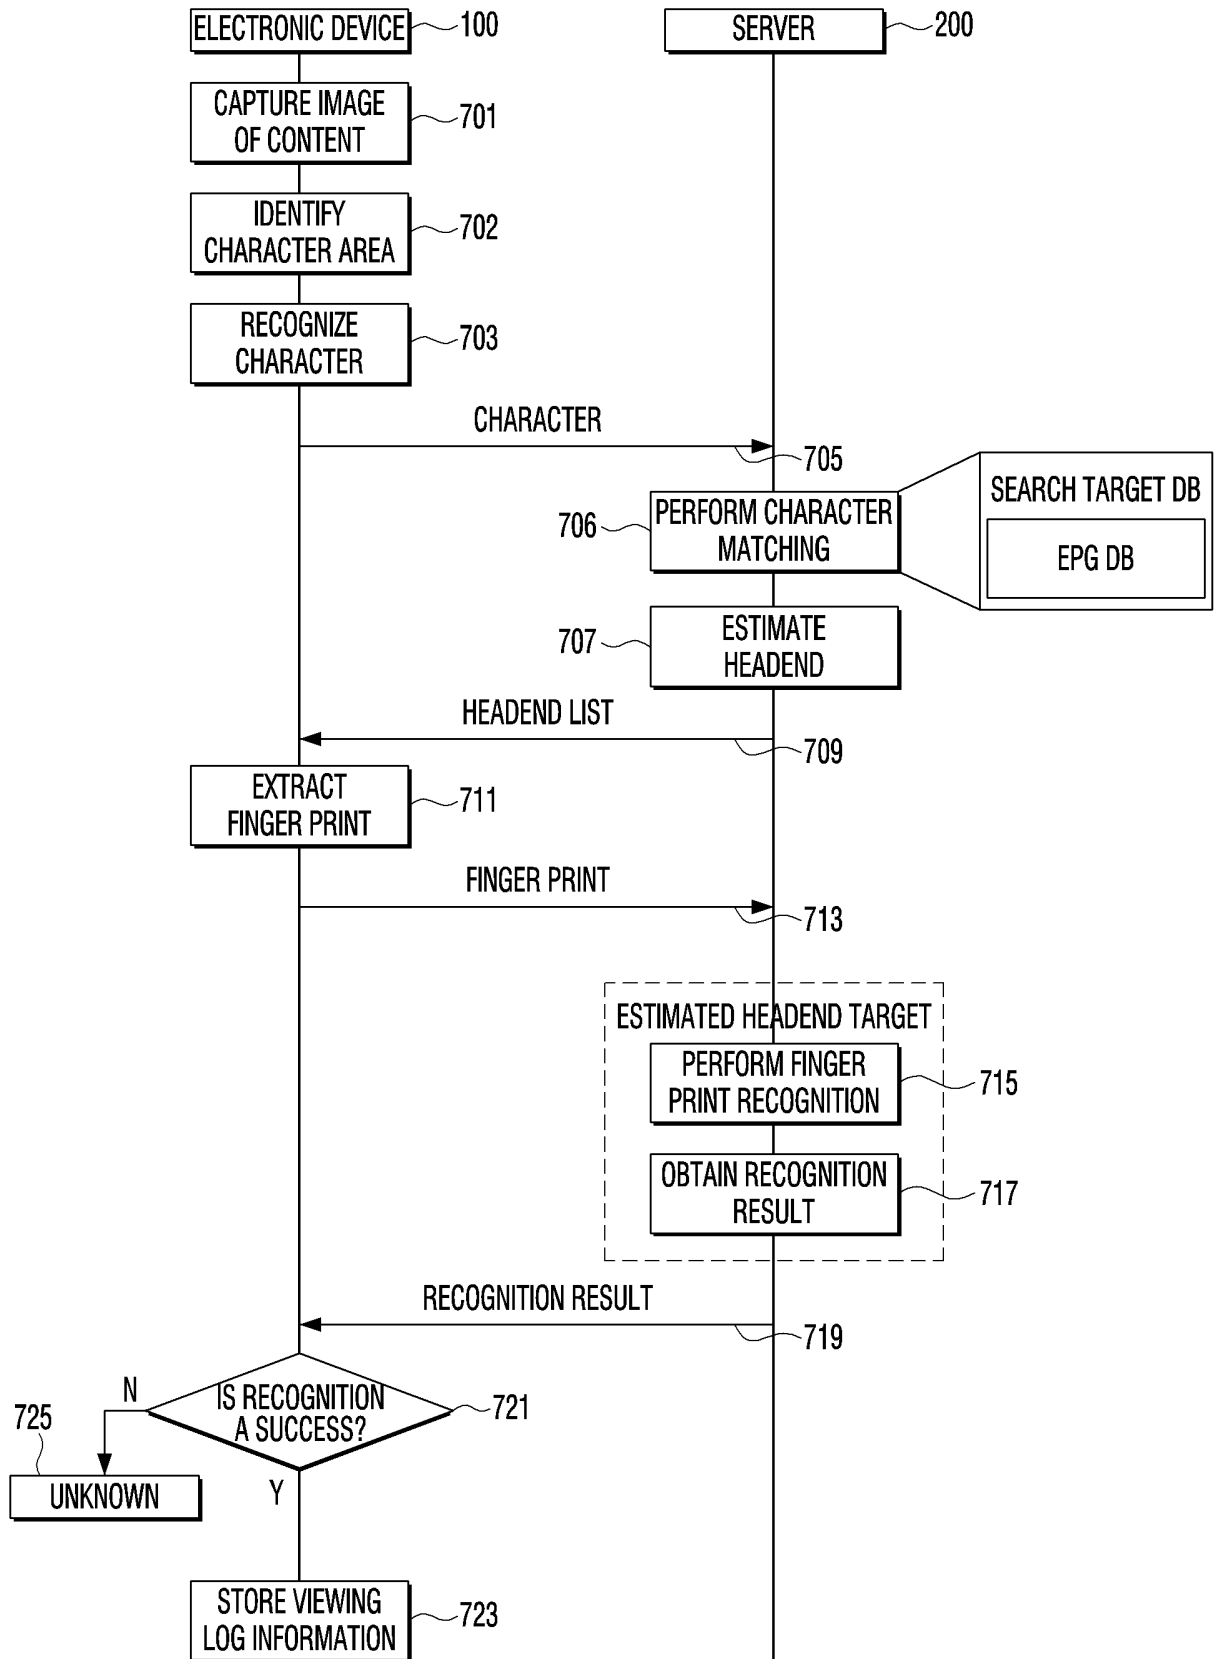 ELECTRONIC DEVICE
100
SERVER
200
CAPTURE IMAGE
OF CONTENT
701
IDENTIFY
CHARACTER AREA
702
RECOGNIZE
CHARACTER
703
CHARACTER
705
PERFORM CHARACTER
MATCHING
706
SEARCH TARGET DB
EPG DB
ESTIMATE
HEADEND
707
HEADEND LIST
709
EXTRACT
FINGER PRINT
711
FINGER PRINT
713
ESTIMATED HEADEND TARGET
PERFORM FINGER
PRINT RECOGNITION
715
OBTAIN RECOGNITION
RESULT
717
RECOGNITION RESULT
719
IS RECOGNITION
A SUCCESS?
721
N
725
UNKNOWN
Y
STORE VIEWING
LOG INFORMATION
723